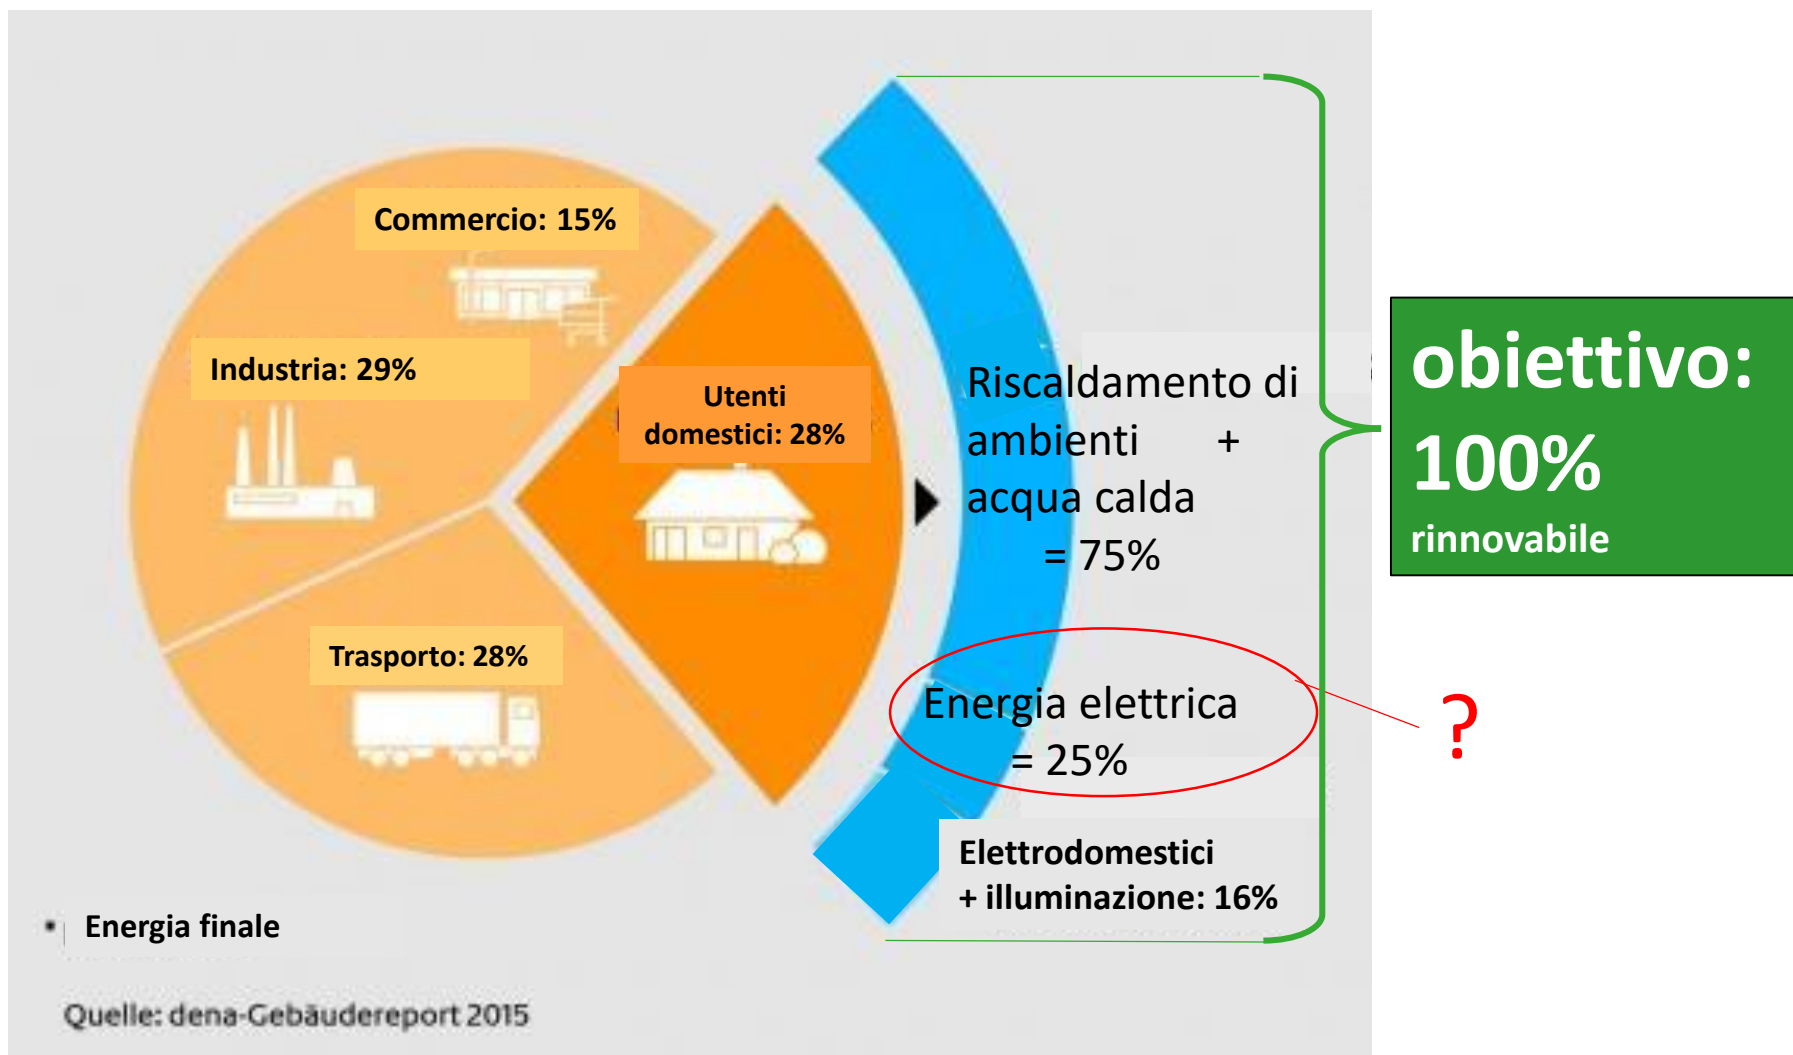 Commercio: 15%
Industria: 29%
Utenti
domestici: 28%
Trasporto: 28%
Riscaldamento di
ambienti +
acqua calda
= 75%
Energia elettrica
= 25%
Elettrodomestici
+ illuminazione: 16%
obiettivo:
100%
rinnovabile
?
▪ Energia finale
Quelle: dena-Gebäudereport 2015